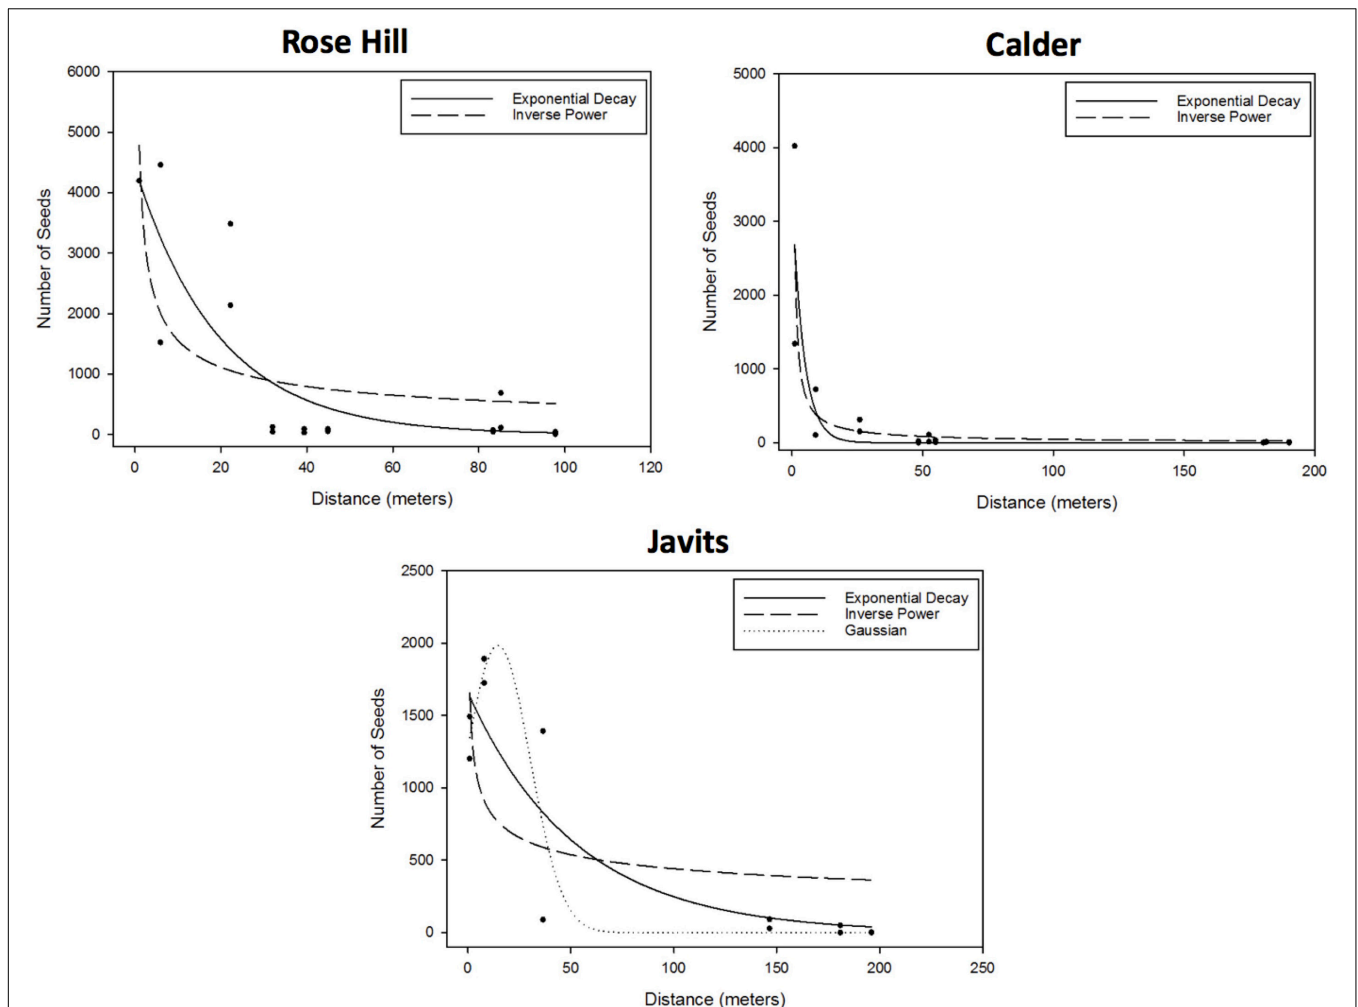 Rose Hill
6000
5000
4000
3000
2000
1000
0
Number of Seeds
Exponential Decay
Inverse Power
0 20 40 60 80 100 120
Distance (meters)
Calder
5000
4000
3000
2000
1000
0
Number of Seeds
Exponential Decay
Inverse Power
0 50 100 150 200
Distance (meters)
Javits
2500
2000
1500
1000
500
0
Number of Seeds
Exponential Decay
Inverse Power
Gaussian
0 50 100 150 200 250
Distance (meters)